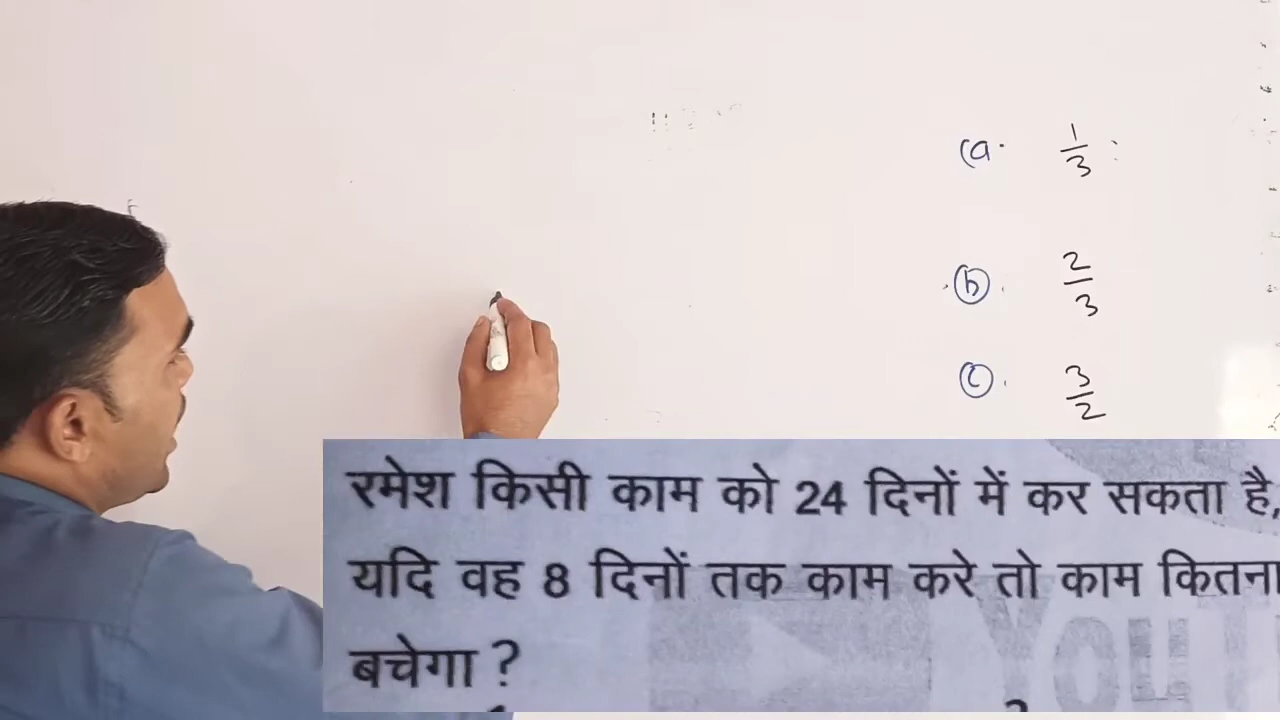 (a. 1/3
(b) 2/3
(c) 3/2
रमेश किसी काम को 24 दिनों में कर सकता है,
यदि वह 8 दिनों तक काम करे तो काम कितना
बचेगा ?